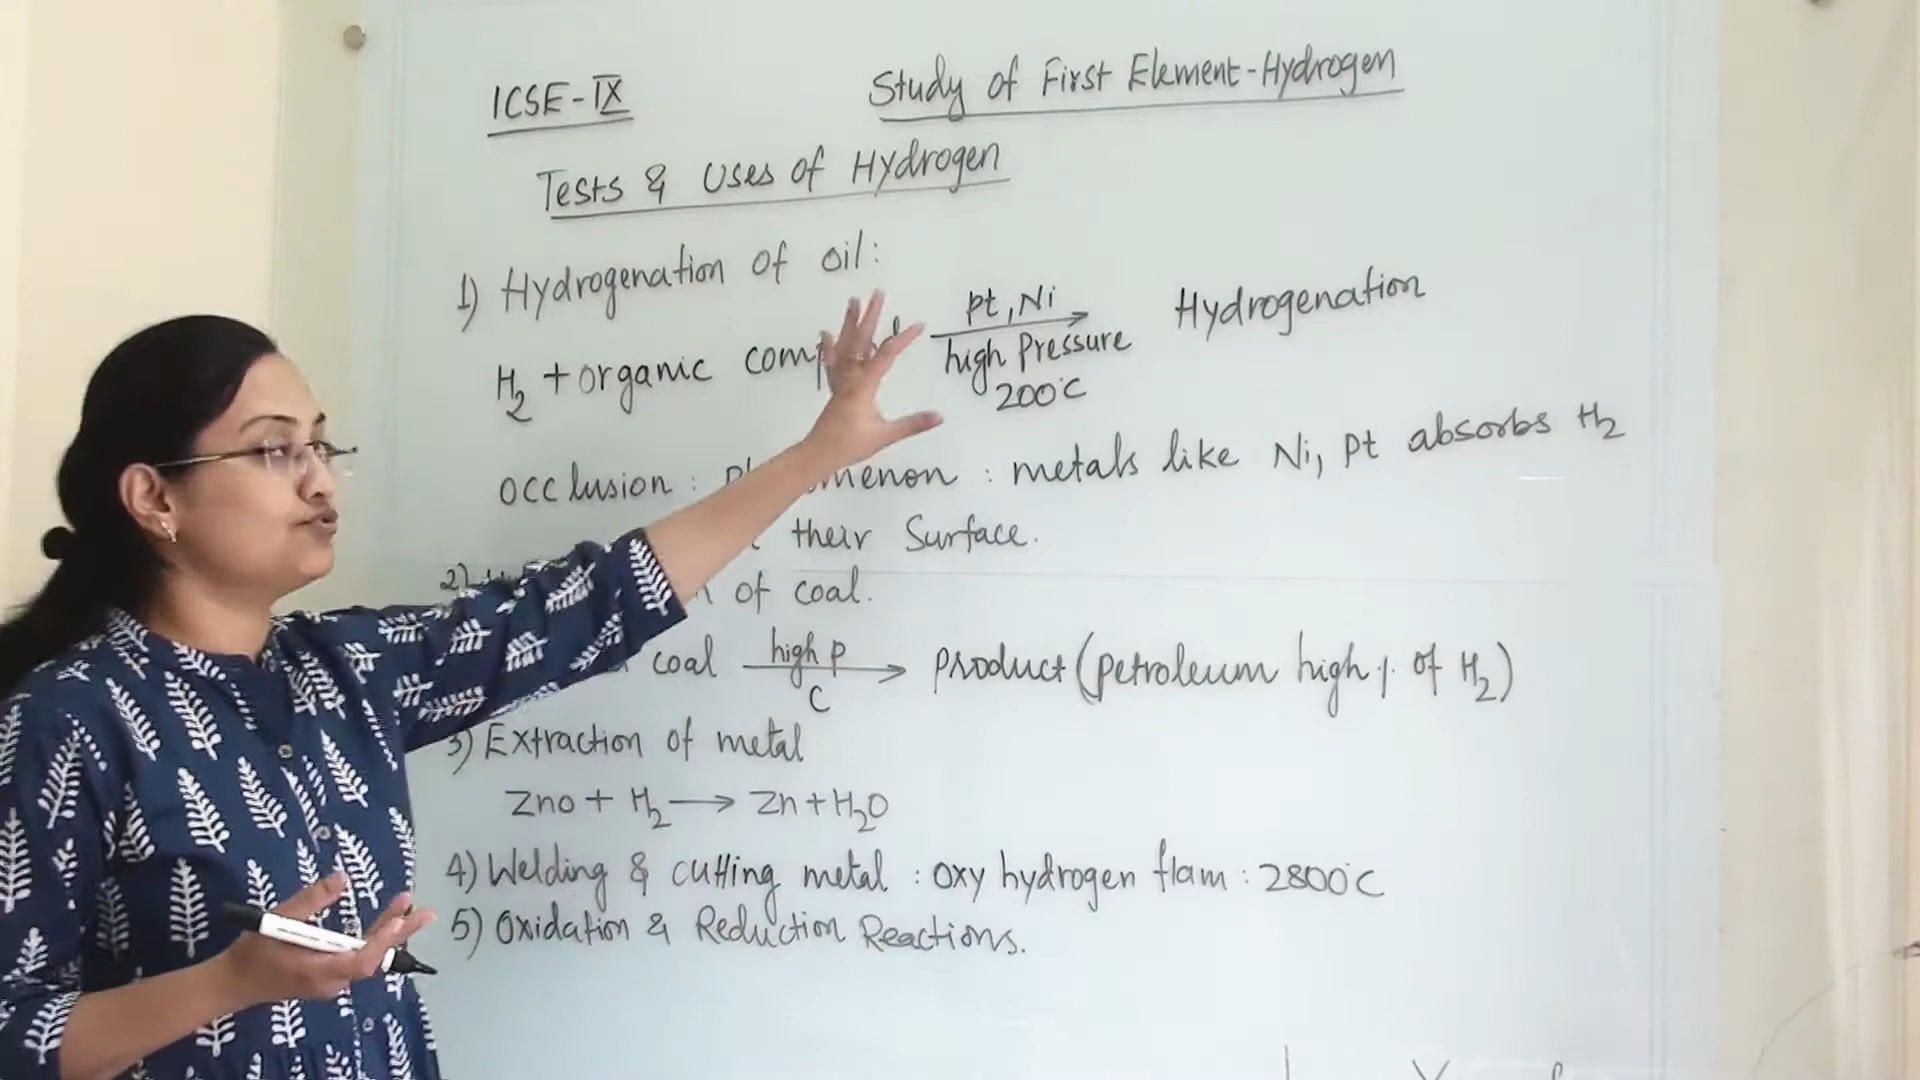 ICSE-IX
Study of First Element-Hydrogen
Tests & Uses of Hydrogen
1) Hydrogenation of oil:
H2 + organic Pt, Ni Hydrogenation
high Pressure
200°C
Occlusion : : metals like Ni, Pt absorbs H2
their Surface.
2) of coal.
coal high P product (petroleum high % of H2)
C
3) Extraction of metal
ZnO + H2 → Zn + H2O
4) Welding & cutting metal : Oxy hydrogen flam : 2800°C
5) Oxidation & Reduction Reactions.